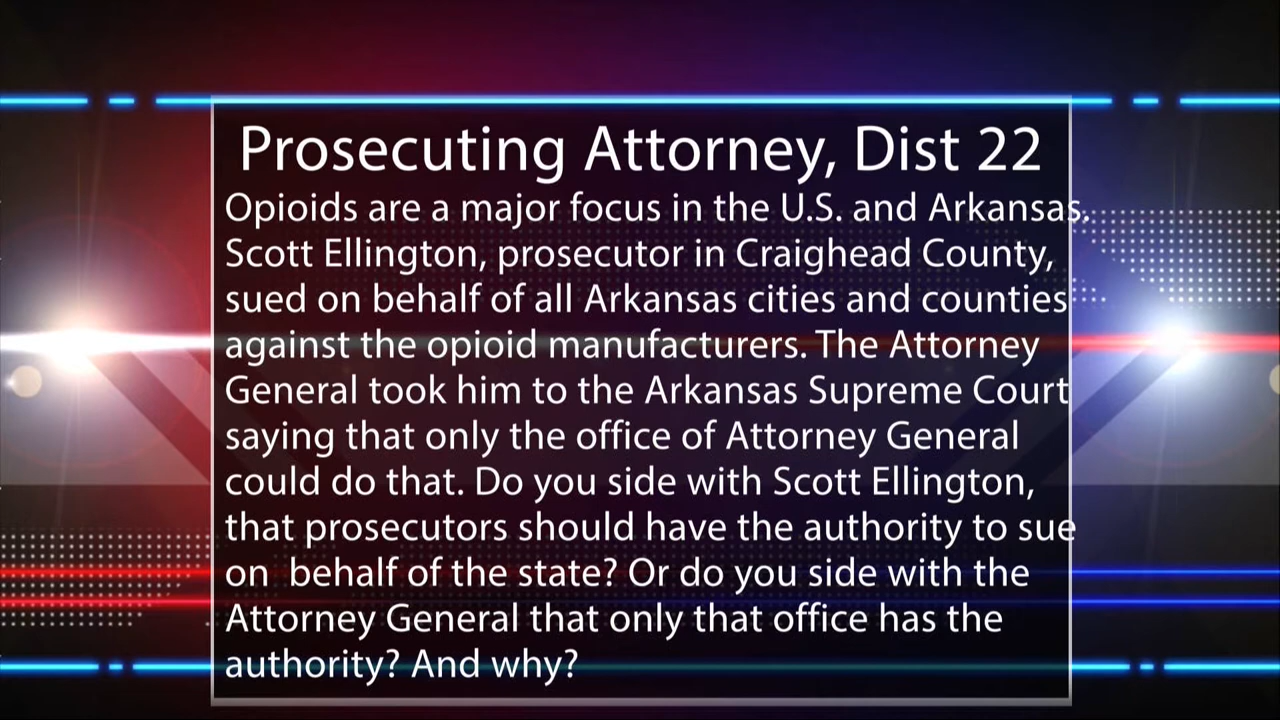 Prosecuting Attorney, Dist 22
Opioids are a major focus in the U.S. and Arkansas.
Scott Ellington, prosecutor in Craighead County,
sued on behalf of all Arkansas cities and counties
against the opioid manufacturers. The Attorney
General took him to the Arkansas Supreme Court
saying that only the office of Attorney General
could do that. Do you side with Scott Ellington,
that prosecutors should have the authority to sue
on  behalf of the state? Or do you side with the
Attorney General that only that office has the
authority? And why?